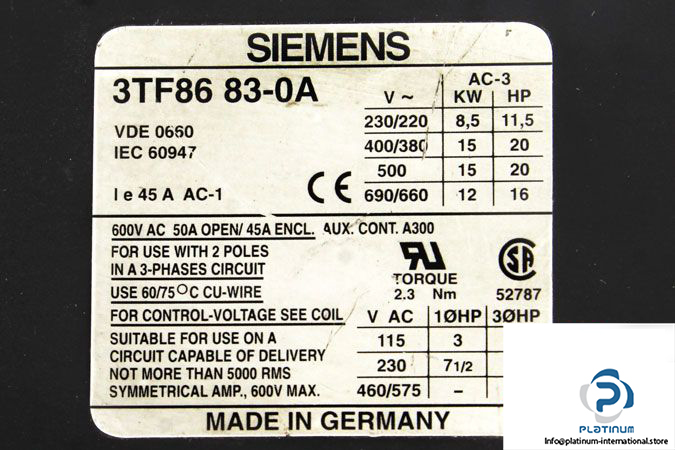 SIEMENS
3TF86 83-0A
VDE 0660
IEC 60947
Ie 45 A AC-1
CE
AC-3
V ~ KW HP
230/220 8,5 11,5
400/380 15 20
500 15 20
690/660 12 16
600V AC 50A OPEN/ 45A ENCL. AUX. CONT. A300
FOR USE WITH 2 POLES
IN A 3-PHASES CIRCUIT
USE 60/75°C CU-WIRE
FOR CONTROL-VOLTAGE SEE COIL
SUITABLE FOR USE ON A
CIRCUIT CAPABLE OF DELIVERY
NOT MORE THAN 5000 RMS
SYMMETRICAL AMP., 600V MAX.
TORQUE
2.3 Nm
SA
52787
V AC 1ØHP 3ØHP
115 3
230 7 1/2
460/575 –
MADE IN GERMANY
PLATINUM
Info@platinum-international.store